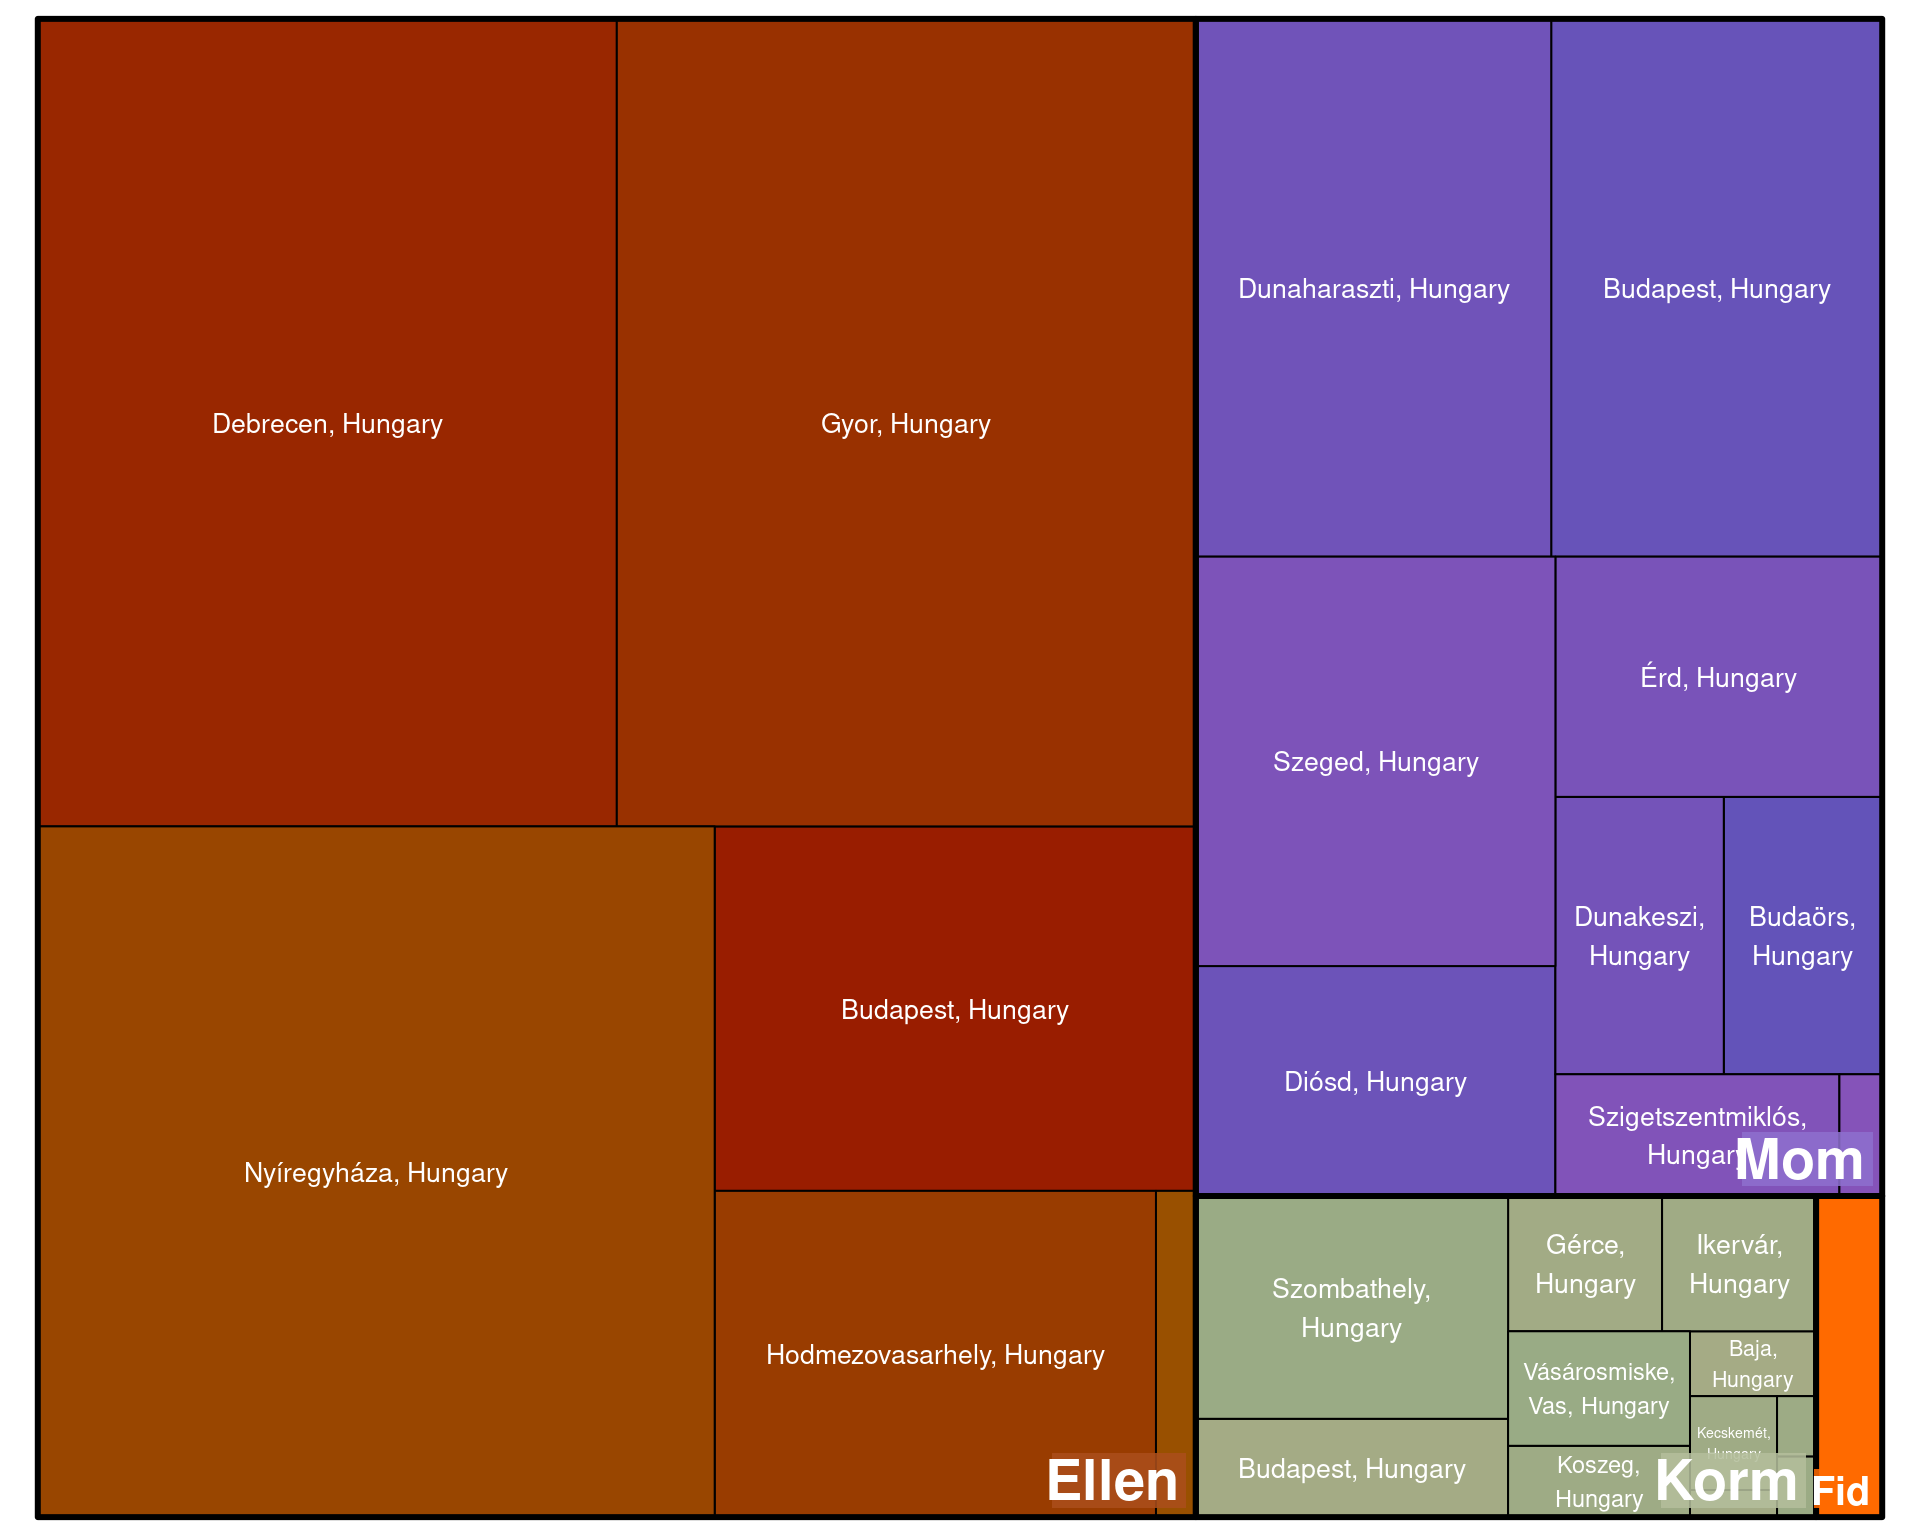 Debrecen, Hungary
Gyor, Hungary
Nyíregyháza, Hungary
Budapest, Hungary
Hodmezovasarhely, Hungary
Ellen
Dunaharaszti, Hungary
Budapest, Hungary
Szeged, Hungary
Érd, Hungary
Dunakeszi,
Hungary
Budaörs,
Hungary
Diósd, Hungary
Szigetszentmiklós,
Hungary
Mom
Szombathely,
Hungary
Gérce,
Hungary
Ikervár,
Hungary
Vásárosmiske,
Vas, Hungary
Baja,
Hungary
Kecskemét,
Hungary
Budapest, Hungary
Koszeg,
Hungary
Korm
Fid